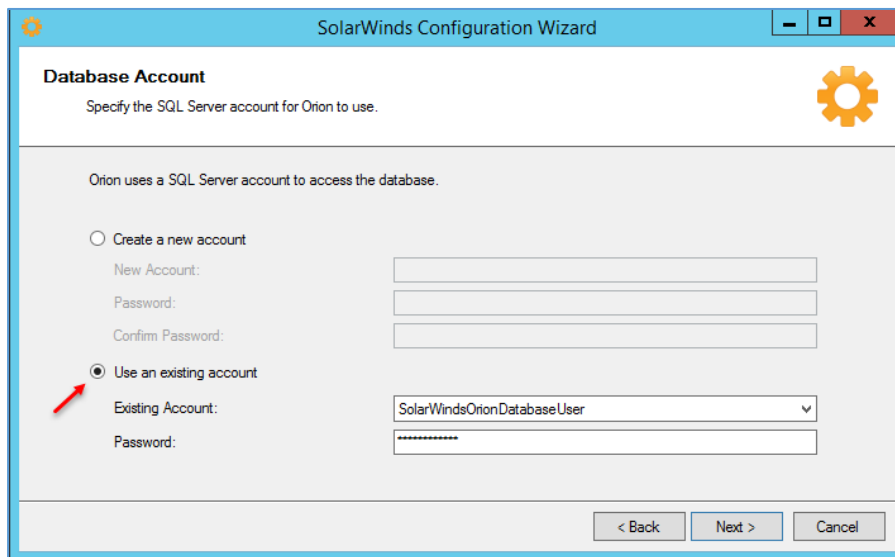 SolarWinds Configuration Wizard
Database Account
Specify the SQL Server account for Orion to use.
Orion uses a SQL Server account to access the database.
Create a new account
New Account:
Password:
Confirm Password:
Use an existing account
Existing Account: SolarWindsOrionDatabaseUser
Password: ************
< Back Next > Cancel